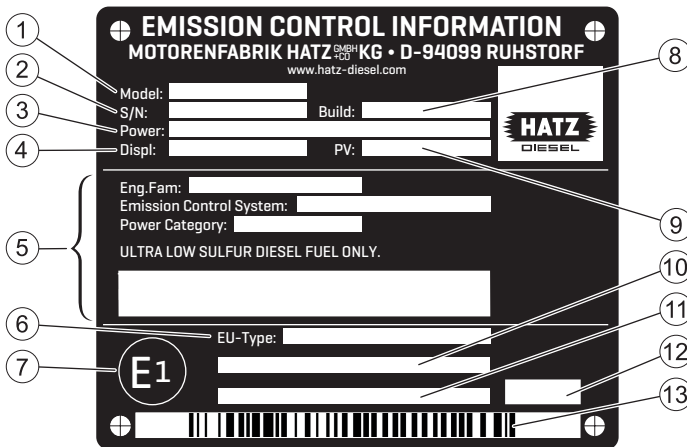 EMISSION CONTROL INFORMATION
MOTORENFABRIK HATZ GMBH +CO KG • D-94099 RUHSTORF
www.hatz-diesel.com
1
Model:
2
S/N: Build:
8
3
Power:
HATZ
DIESEL
4
Displ: PV:
9
5
Eng.Fam:
Emission Control System:
Power Category:
ULTRA LOW SULFUR DIESEL FUEL ONLY.
6
EU-Type:
10
7
E1
11
12
13